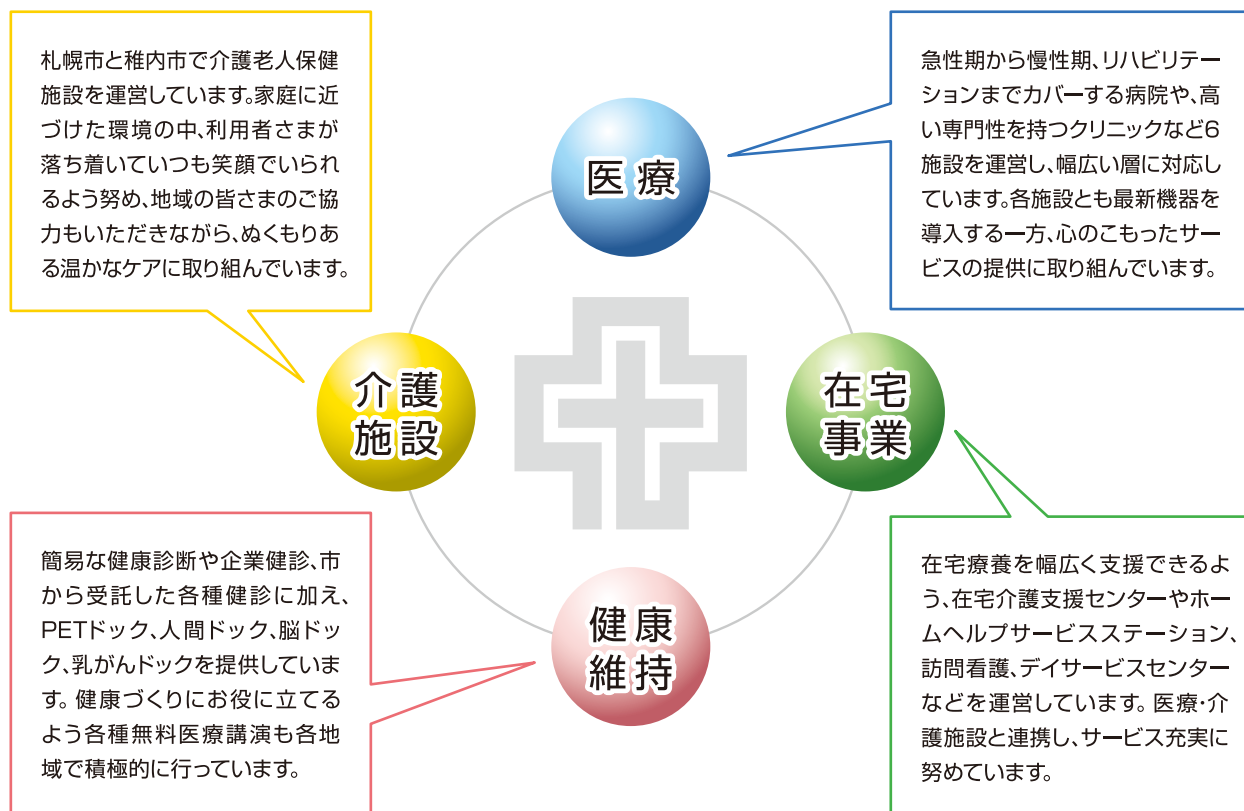 札幌市と稚内市で介護老人保健
施設を運営しています。家庭に近
づけた環境の中、利用者さまが
落ち着いていつも笑顔でいられ
るよう努め、地域の皆さまのご協
力もいただきながら、ぬくもりあ
る温かなケアに取り組んでいます。
医療
急性期から慢性期、リハビリテー
ションまでカバーする病院や、高
い専門性を持つクリニックなど6
施設を運営し、幅広い層に対応し
ています。各施設とも最新機器を
導入する一方、心のこもったサー
ビスの提供に取り組んでいます。
介護
施設
在宅
事業
簡易な健康診断や企業健診、市
から受託した各種健診に加え、
PETドック、人間ドック、脳ドッ
ク、乳がんドックを提供していま
す。健康づくりにお役に立てる
よう各種無料医療講演も各地
域で積極的に行っています。
健康
維持
在宅療養を幅広く支援できるよ
う、在宅介護支援センターやホー
ムヘルプサービスステーション、
訪問看護、デイサービスセンター
などを運営しています。医療・介
護施設と連携し、サービス充実に
努めています。